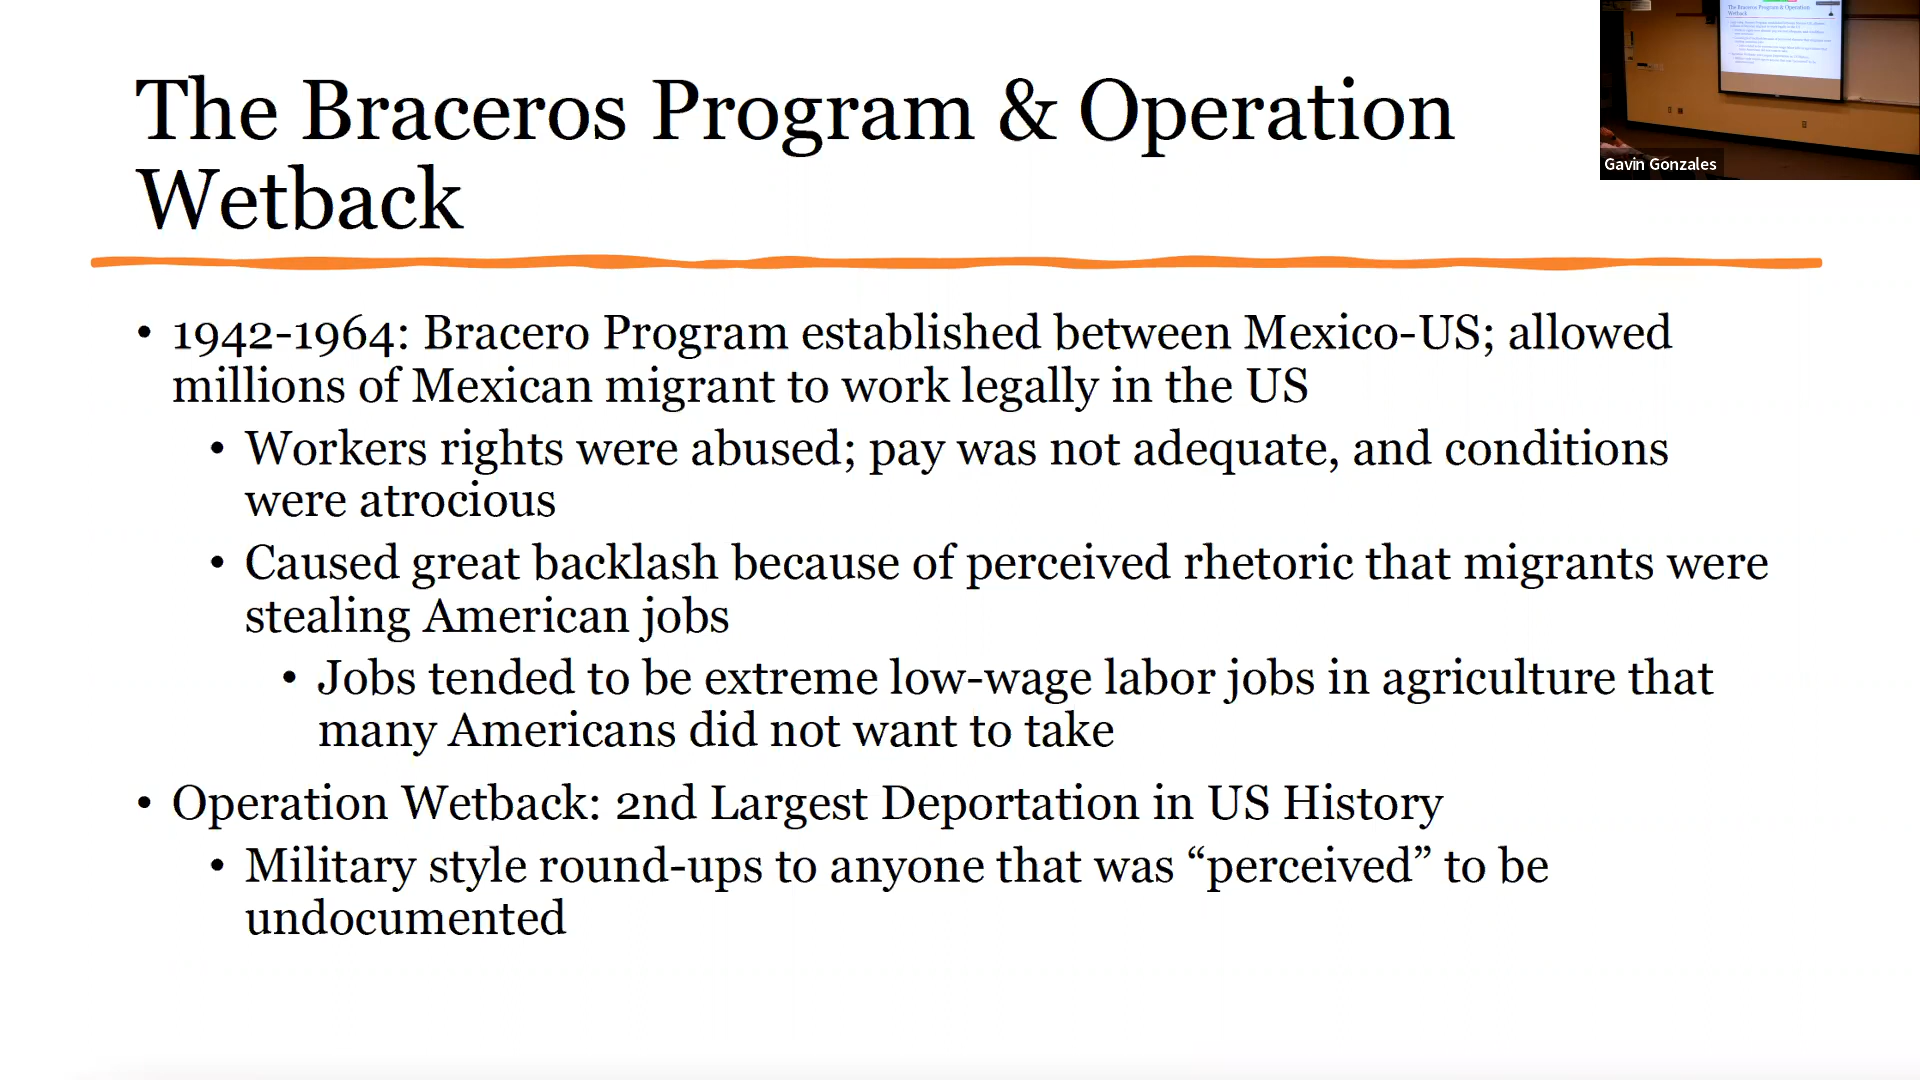 The Braceros Program & Operation
Wetback
Gavin Gonzales
• 1942-1964: Bracero Program established between Mexico-US; allowed
millions of Mexican migrant to work legally in the US
• Workers rights were abused; pay was not adequate, and conditions
were atrocious
• Caused great backlash because of perceived rhetoric that migrants were
stealing American jobs
• Jobs tended to be extreme low-wage labor jobs in agriculture that
many Americans did not want to take
• Operation Wetback: 2nd Largest Deportation in US History
• Military style round-ups to anyone that was “perceived” to be
undocumented